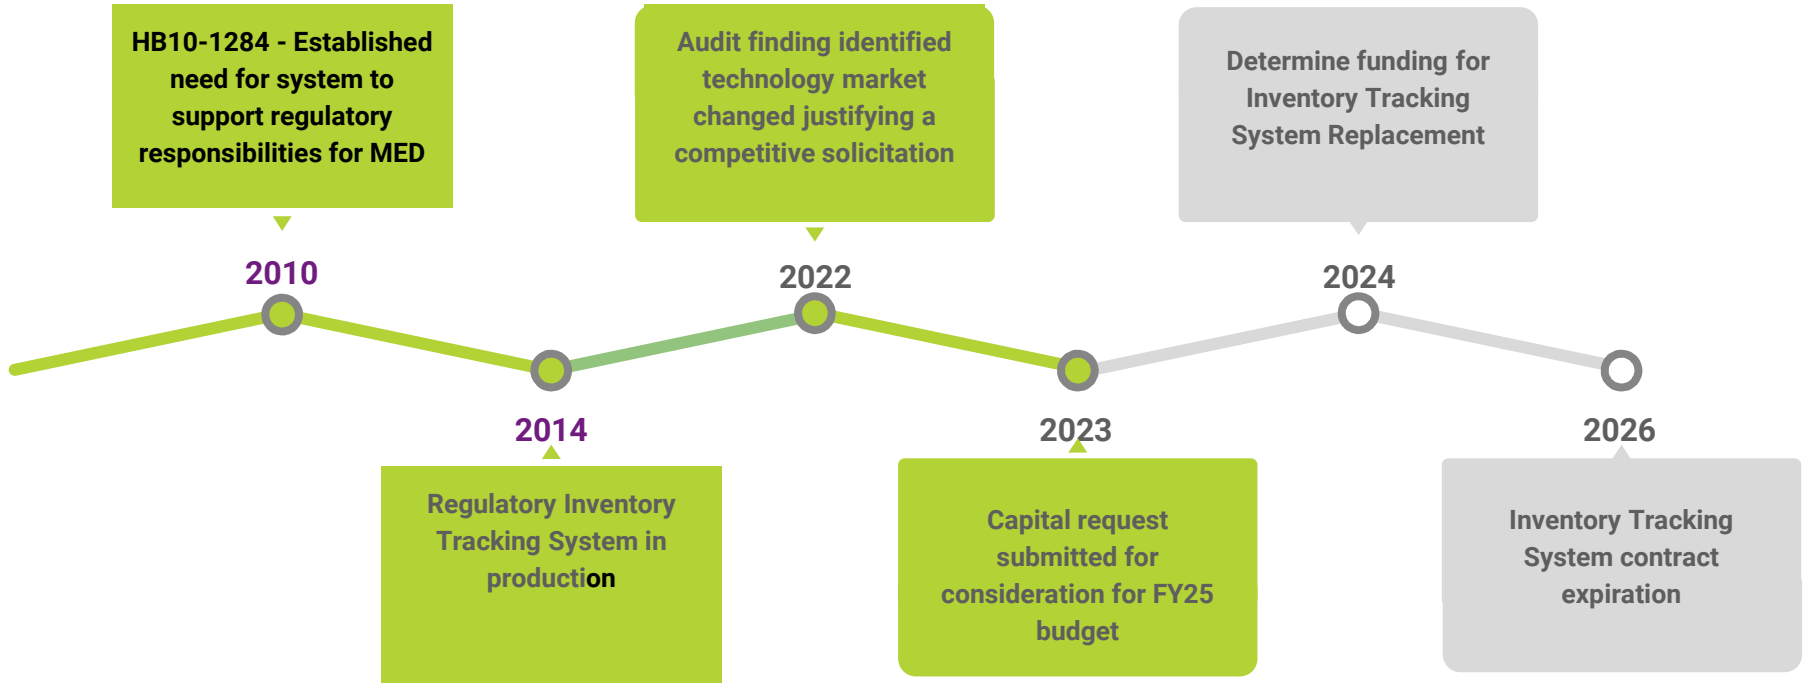 HB10-1284 - Established
need for system to
support regulatory
responsibilities for MED
2010
2014
Regulatory Inventory
Tracking System in
production
Audit finding identified
technology market
changed justifying a
competitive solicitation
2022
2023
Capital request
submitted for
consideration for FY25
budget
Determine funding for
Inventory Tracking
System Replacement
2024
2026
Inventory Tracking
System contract
expiration